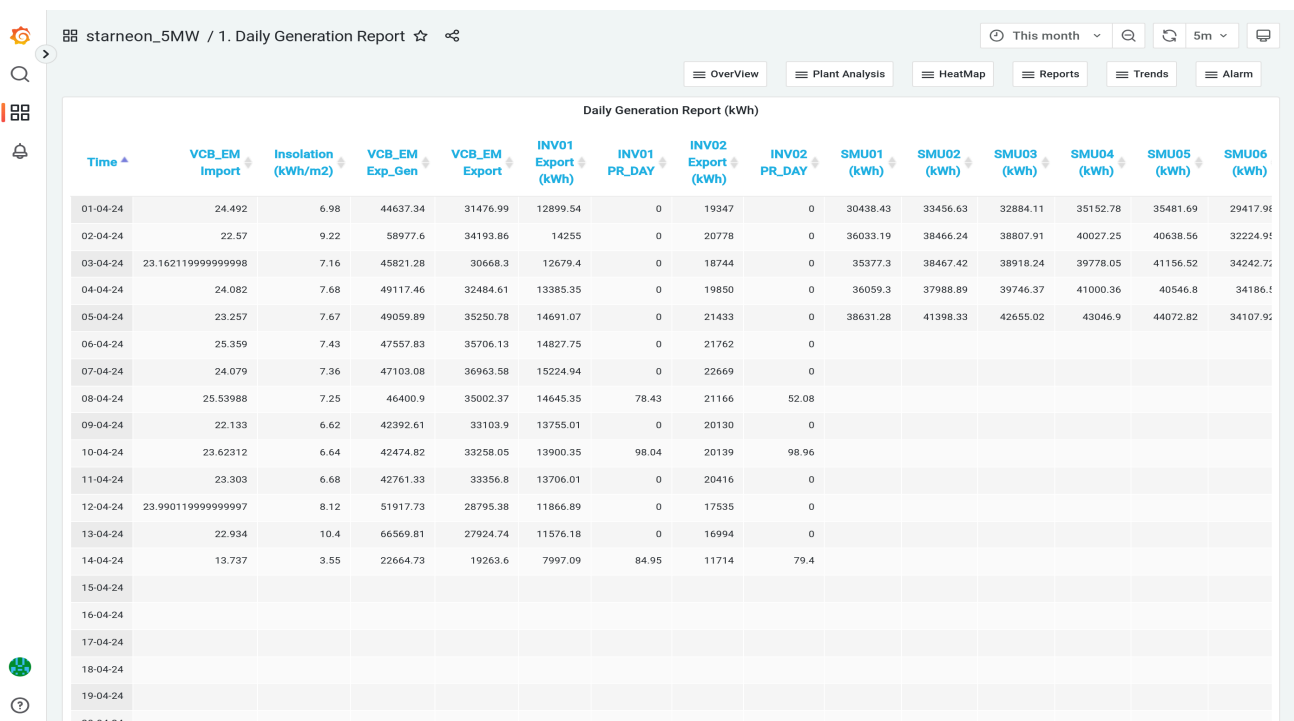 starneon_5MW / 1. Daily Generation Report
This month
5m
OverView Plant Analysis HeatMap Reports Trends Alarm
Daily Generation Report (kWh)
Time VCB_EM Import Insolation (kWh/m2) VCB_EM Exp_Gen VCB_EM Export INV01 Export (kWh) INV01 PR_DAY INV02 Export (kWh) INV02 PR_DAY SMU01 (kWh) SMU02 (kWh) SMU03 (kWh) SMU04 (kWh) SMU05 (kWh) SMU06 (kWh)
01-04-24 24.492 6.98 44637.34 31476.99 12899.54 0 19347 0 30438.43 33456.63 32884.11 35152.78 35481.69 29417.98
02-04-24 22.57 9.22 58977.6 34193.86 14255 0 20778 0 36033.19 38466.24 38807.91 40027.25 40638.56 32224.95
03-04-24 23.162119999999998 7.16 45821.28 30668.3 12679.4 0 18744 0 35377.3 38467.42 38918.24 39778.05 41156.52 34242.72
04-04-24 24.082 7.68 49117.46 32484.61 13385.35 0 19850 0 36059.3 37988.89 39746.37 41000.36 40546.8 34186.5
05-04-24 23.257 7.67 49059.89 35250.78 14691.07 0 21433 0 38631.28 41398.33 42655.02 43046.9 44072.82 34107.92
06-04-24 25.359 7.43 47557.83 35706.13 14827.75 0 21762 0
07-04-24 24.079 7.36 47103.08 36963.58 15224.94 0 22669 0
08-04-24 25.53988 7.25 46400.9 35002.37 14645.35 78.43 21166 52.08
09-04-24 22.133 6.62 42392.61 33103.9 13755.01 0 20130 0
10-04-24 23.62312 6.64 42474.82 33258.05 13900.35 98.04 20139 98.96
11-04-24 23.303 6.68 42761.33 33356.8 13706.01 0 20416 0
12-04-24 23.990119999999997 8.12 51917.73 28795.38 11866.89 0 17535 0
13-04-24 22.934 10.4 66569.81 27924.74 11576.18 0 16994 0
14-04-24 13.737 3.55 22664.73 19263.6 7997.09 84.95 11714 79.4
15-04-24
16-04-24
17-04-24
18-04-24
19-04-24